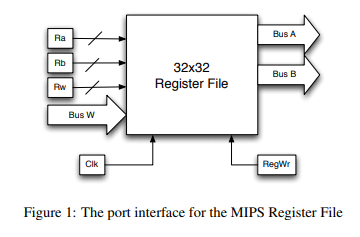 Ra
Rb
Rw
Bus W
32x32
Register File
Bus A
Bus B
Clk
RegWr
Figure 1: The port interface for the MIPS Register File